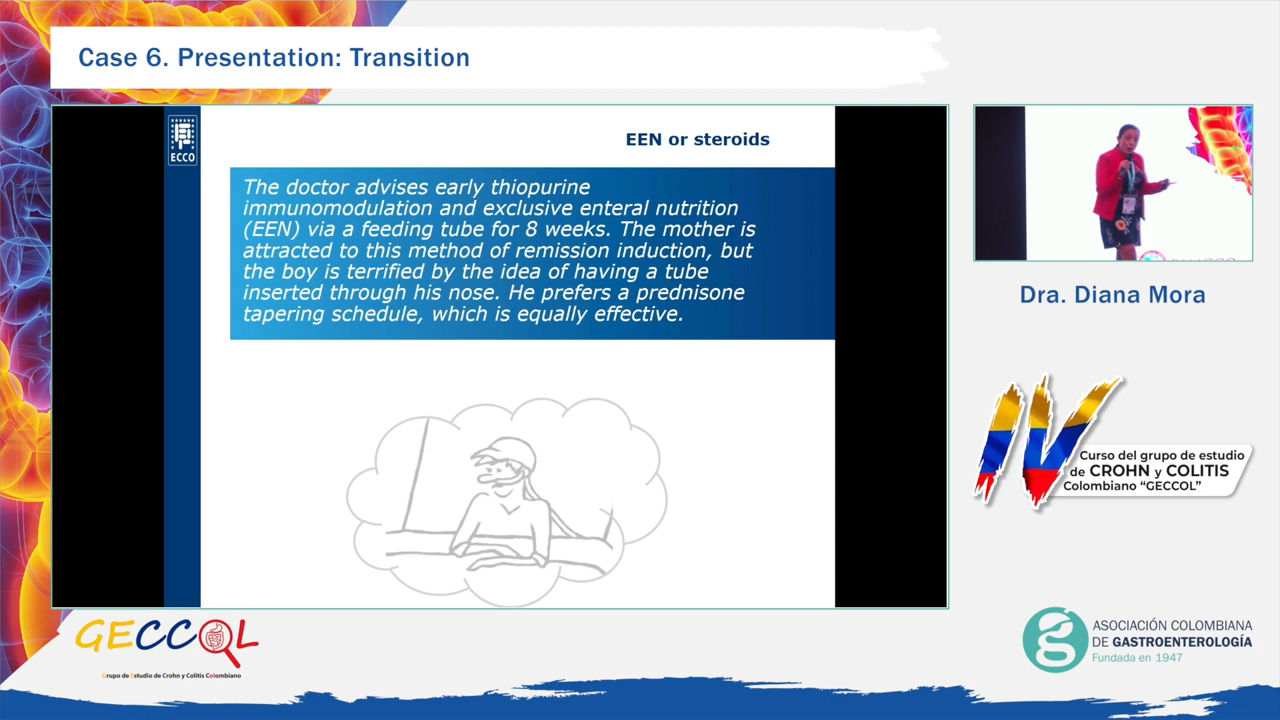 Case 6. Presentation: Transition
ECCO
EEN or steroids
The doctor advises early thiopurine
immunomodulation and exclusive enteral nutrition
(EEN) via a feeding tube for 8 weeks. The mother is
attracted to this method of remission induction, but
the boy is terrified by the idea of having a tube
inserted through his nose. He prefers a prednisone
tapering schedule, which is equally effective.
Dra. Diana Mora
IV
Curso del grupo de estudio
de CROHN y COLITIS
Colombiano “GECCOL”
GECCOL
Grupo de Estudio de Crohn y Colitis Colombiano
ASOCIACIÓN COLOMBIANA
DE GASTROENTEROLOGÍA
Fundada en 1947